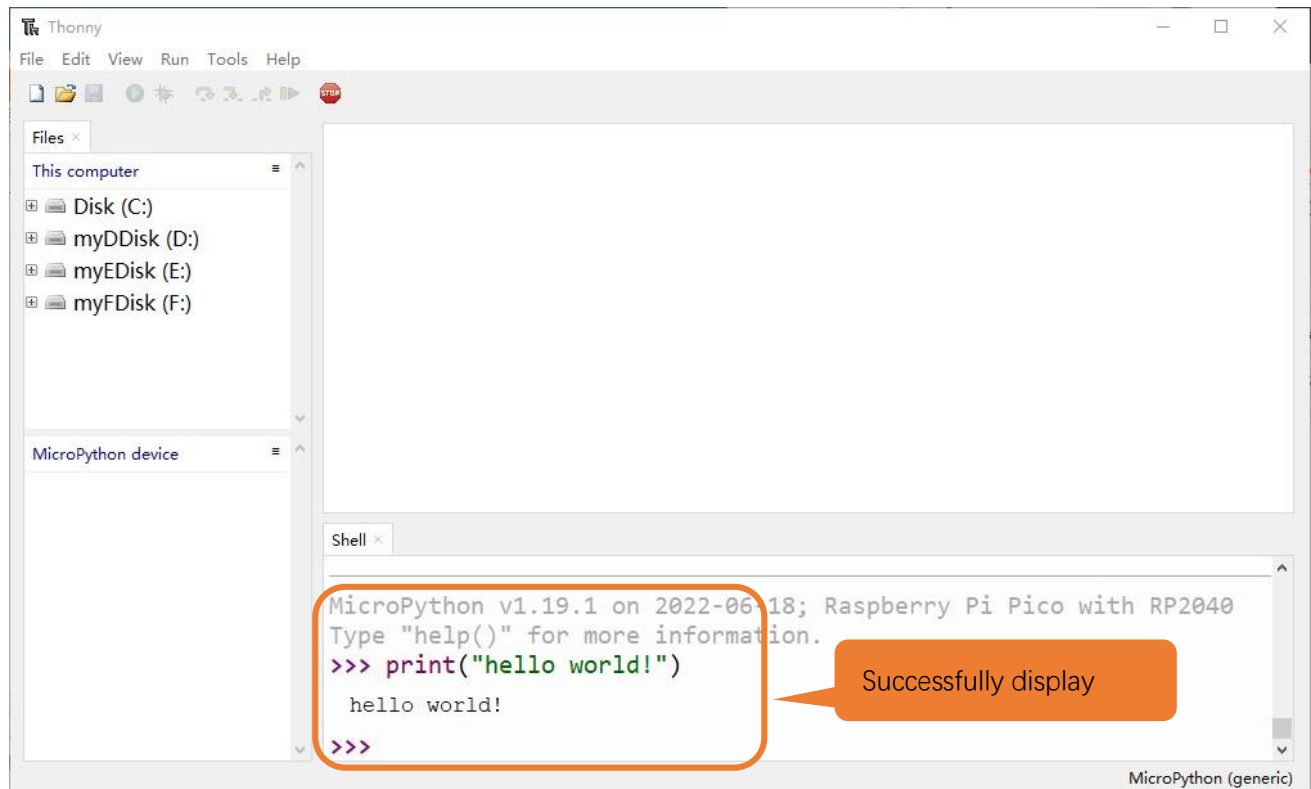 Thonny
File Edit View Run Tools Help
STOP
Files
This computer
Disk (C:)
myDDisk (D:)
myEDisk (E:)
myFDisk (F:)
MicroPython device
Shell
MicroPython v1.19.1 on 2022-06-18; Raspberry Pi Pico with RP2040
Type "help()" for more information.
>>> print("hello world!")
hello world!
>>>
Successfully display
MicroPython (generic)